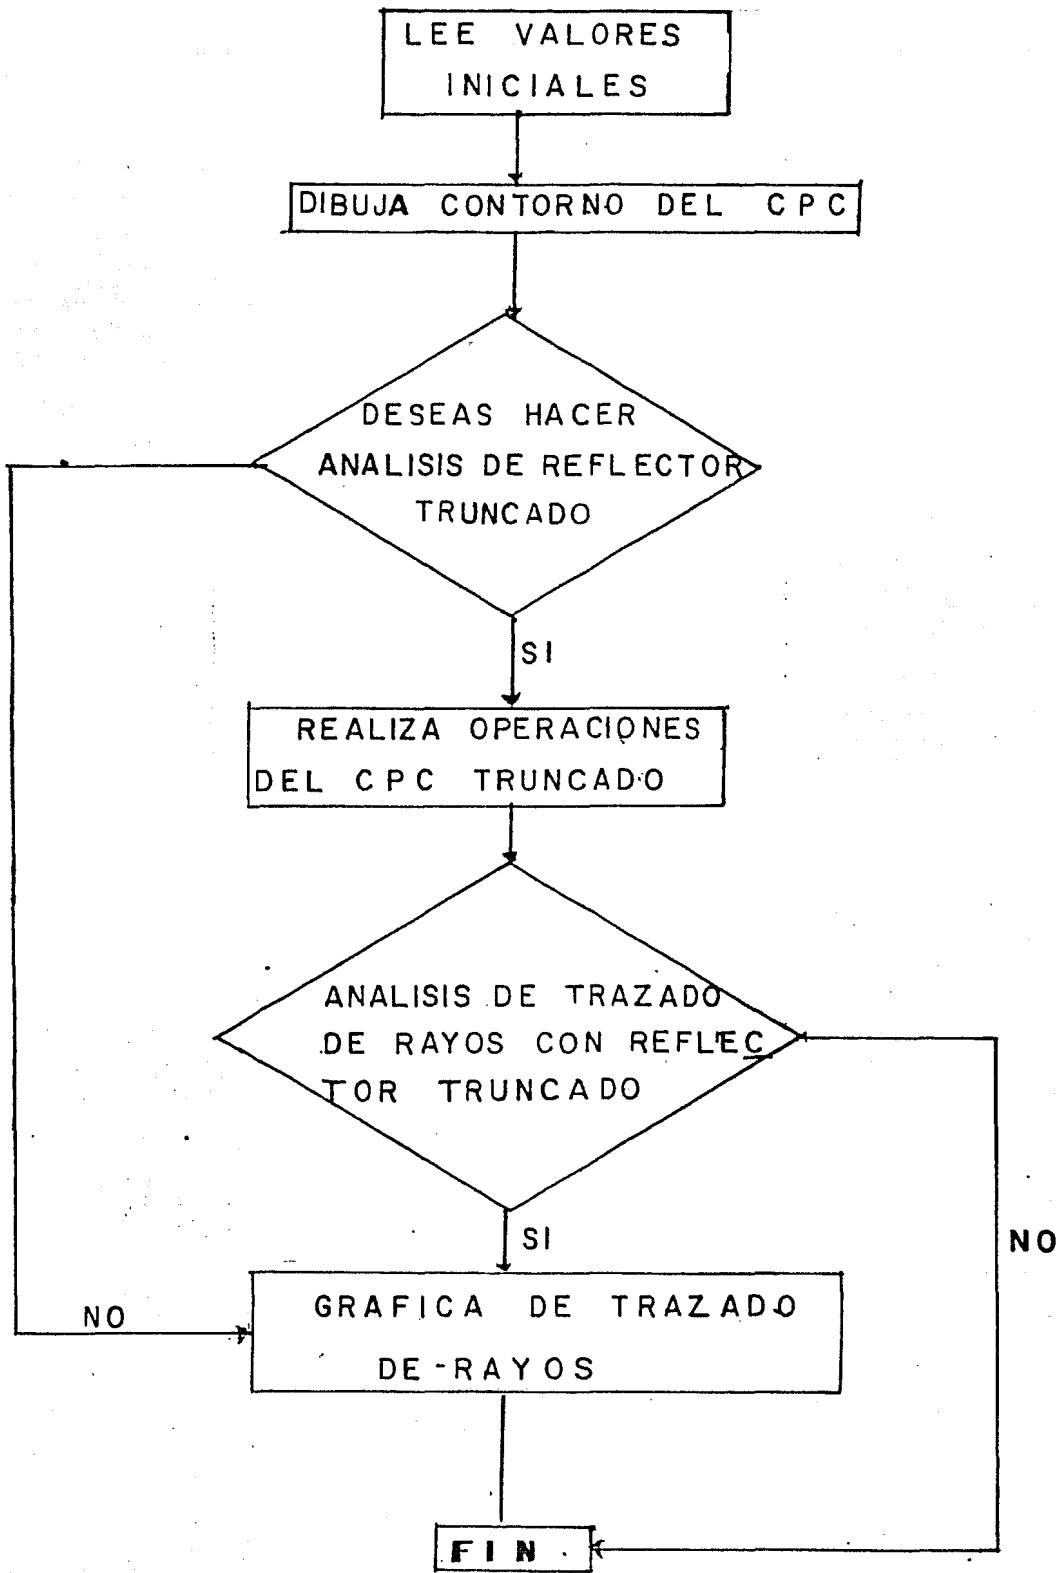 LEE VALORES
INICIALES
DIBUJA CONTORNO DEL CPC
DESEAS HACER
ANALISIS DE REFLECTOR
TRUNCADO
SI
REALIZA OPERACIONES
DEL CPC TRUNCADO
ANALISIS DE TRAZADO
DE RAYOS CON REFLEC
TOR TRUNCADO
SI
NO
NO
GRAFICA DE TRAZADO
DE-RAYOS
FIN